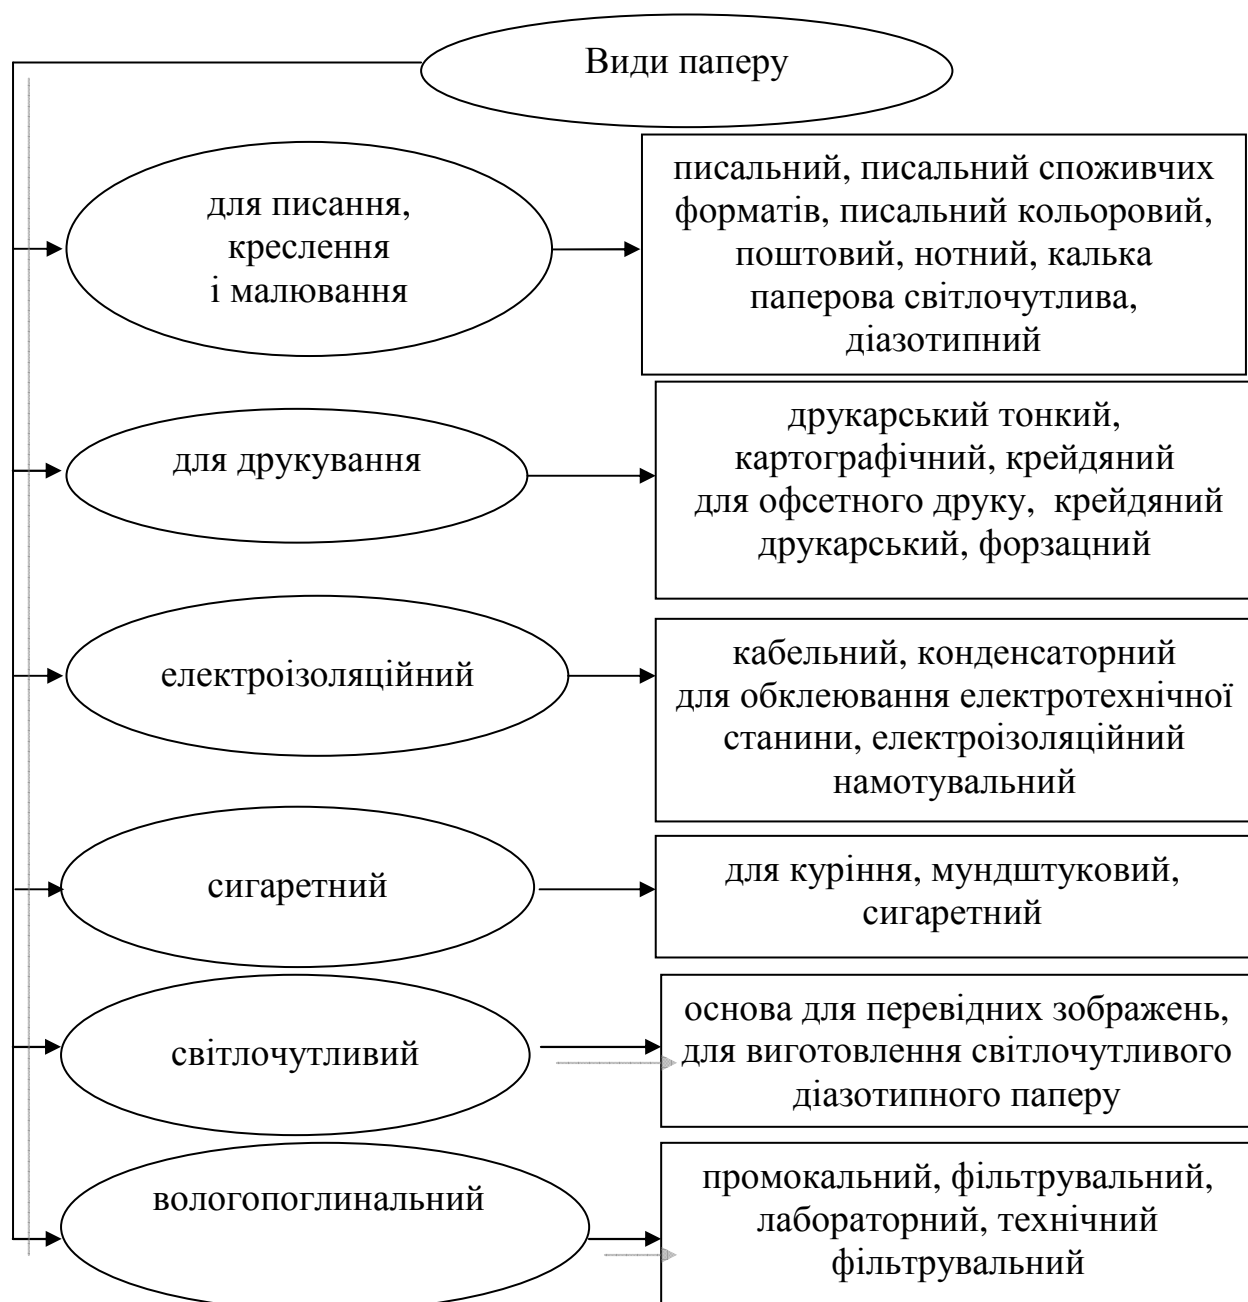 Види паперу
для писання,
креслення
і малювання
писальний, писальний споживчих
форматів, писальний кольоровий,
поштовий, нотний, калька
паперова світлочутлива,
діазотипний
для друкування
друкарський тонкий,
картографічний, крейдяний
для офсетного друку, крейдяний
друкарський, форзацний
електроізоляційний
кабельний, конденсаторний
для обклеювання електротехнічної
станини, електроізоляційний
намотувальний
сигаретний
для куріння, мундштуковий,
сигаретний
світлочутливий
основа для перевідних зображень,
для виготовлення світлочутливого
діазотипного паперу
вологопоглинальний
промокальний, фільтрувальний,
лабораторний, технічний
фільтрувальний